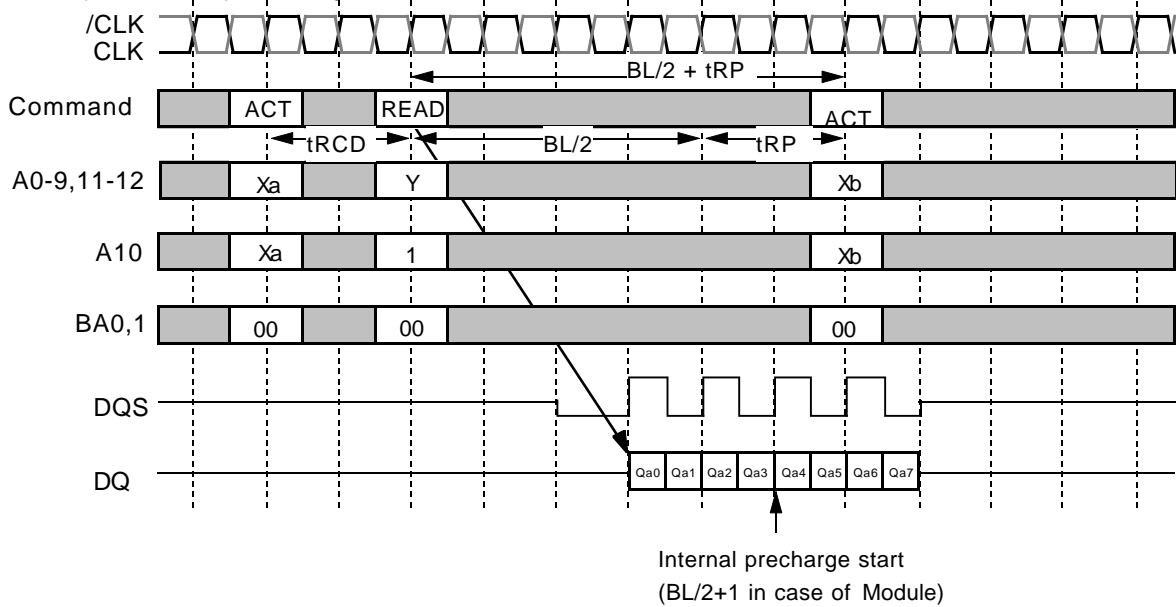 /CLK
CLK
BL/2 + tRP
Command ACT READ ACT
tRCD BL/2 tRP
A0-9,11-12 Xa Y Xb
A10 Xa 1 Xb
BA0,1 00 00 00
DQS
DQ Qa0 Qa1 Qa2 Qa3 Qa4 Qa5 Qa6 Qa7
Internal precharge start
(BL/2+1 in case of Module)